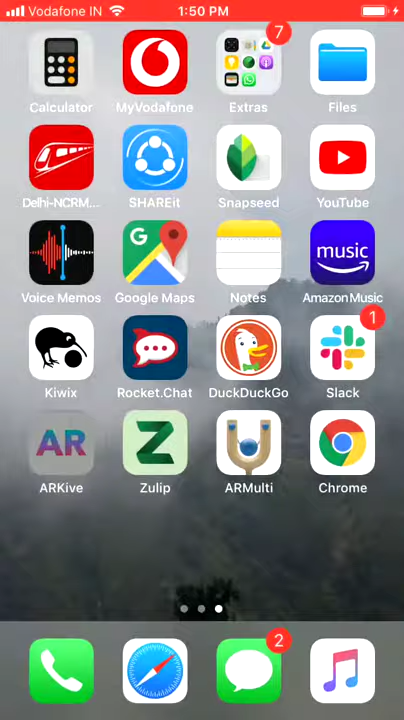 Vodafone IN 1:50 PM
7
Calculator MyVodafone Extras Files
Delhi-NCRM... SHAREit Snapseed YouTube
G music
Voice Memos Google Maps Notes Amazon Music
1
Kiwix Rocket.Chat DuckDuckGo Slack
AR Z
ARKive Zulip ARMulti Chrome
2